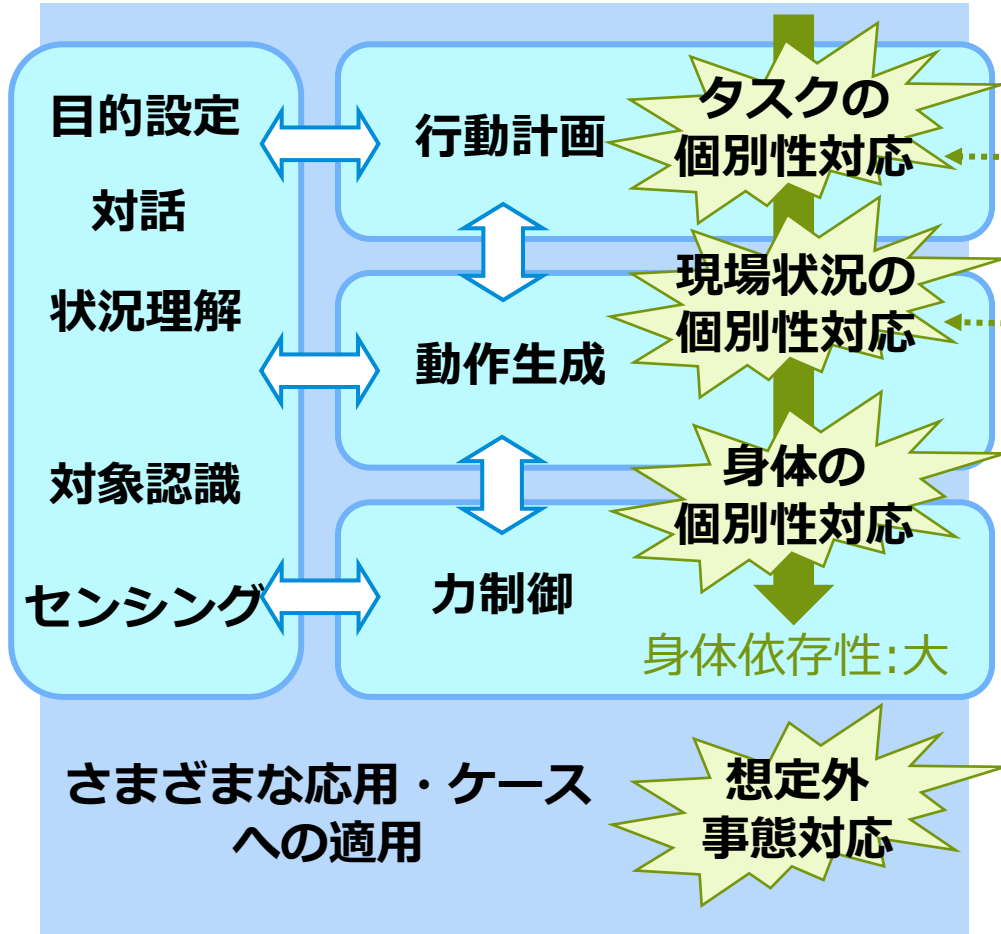 目的設定
対話
状況理解
対象認識
センシング
行動計画
タスクの
個別性対応
動作生成
現場状況の
個別性対応
力制御
身体の
個別性対応
身体依存性:大
さまざまな応用・ケース
への適用
想定外
事態対応